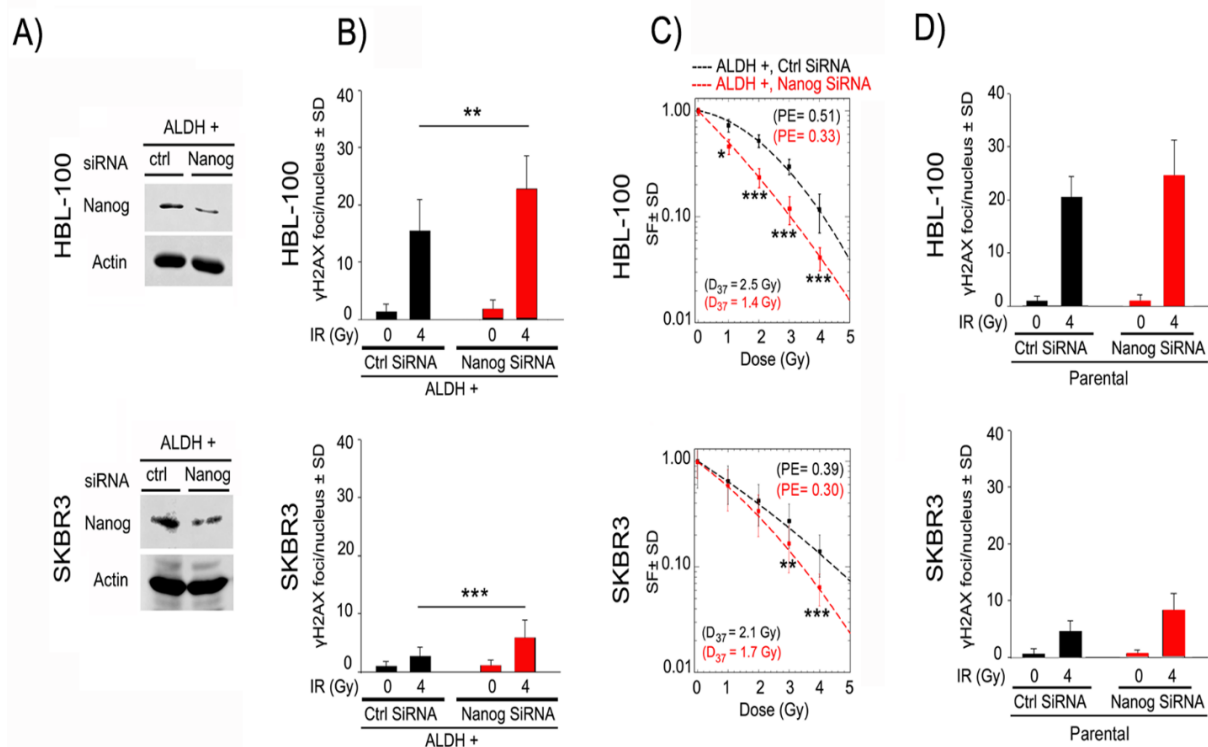 A)
B)
C)
D)
HBL-100
ALDH +
siRNA
ctrl Nanog
Nanog
Actin
HBL-100
γH2AX foci/nucleus ± SD
40
30
20
10
0
**
0 4 0 4
IR (Gy)
Ctrl SiRNA Nanog SiRNA
ALDH +
---- ALDH +, Ctrl SiRNA
---- ALDH +, Nanog SiRNA
HBL-100
SF± SD
1.00
0.10
0.01
(PE= 0.51)
(PE= 0.33)
*
***
***
***
(D37 = 2.5 Gy)
(D37 = 1.4 Gy)
0 1 2 3 4 5
Dose (Gy)
HBL-100
γH2AX foci/nucleus ± SD
40
30
20
10
0
0 4 0 4
IR (Gy)
Ctrl SiRNA Nanog SiRNA
Parental
SKBR3
ALDH +
siRNA
ctrl Nanog
Nanog
Actin
SKBR3
γH2AX foci/nucleus ± SD
40
30
20
10
0
***
0 4 0 4
IR (Gy)
Ctrl SiRNA Nanog SiRNA
ALDH +
SKBR3
SF± SD
1.00
0.10
0.01
(PE= 0.39)
(PE= 0.30)
**
***
(D37 = 2.1 Gy)
(D37 = 1.7 Gy)
0 1 2 3 4 5
Dose (Gy)
SKBR3
γH2AX foci/nucleus ± SD
40
30
20
10
0
0 4 0 4
IR (Gy)
Ctrl SiRNA Nanog SiRNA
Parental